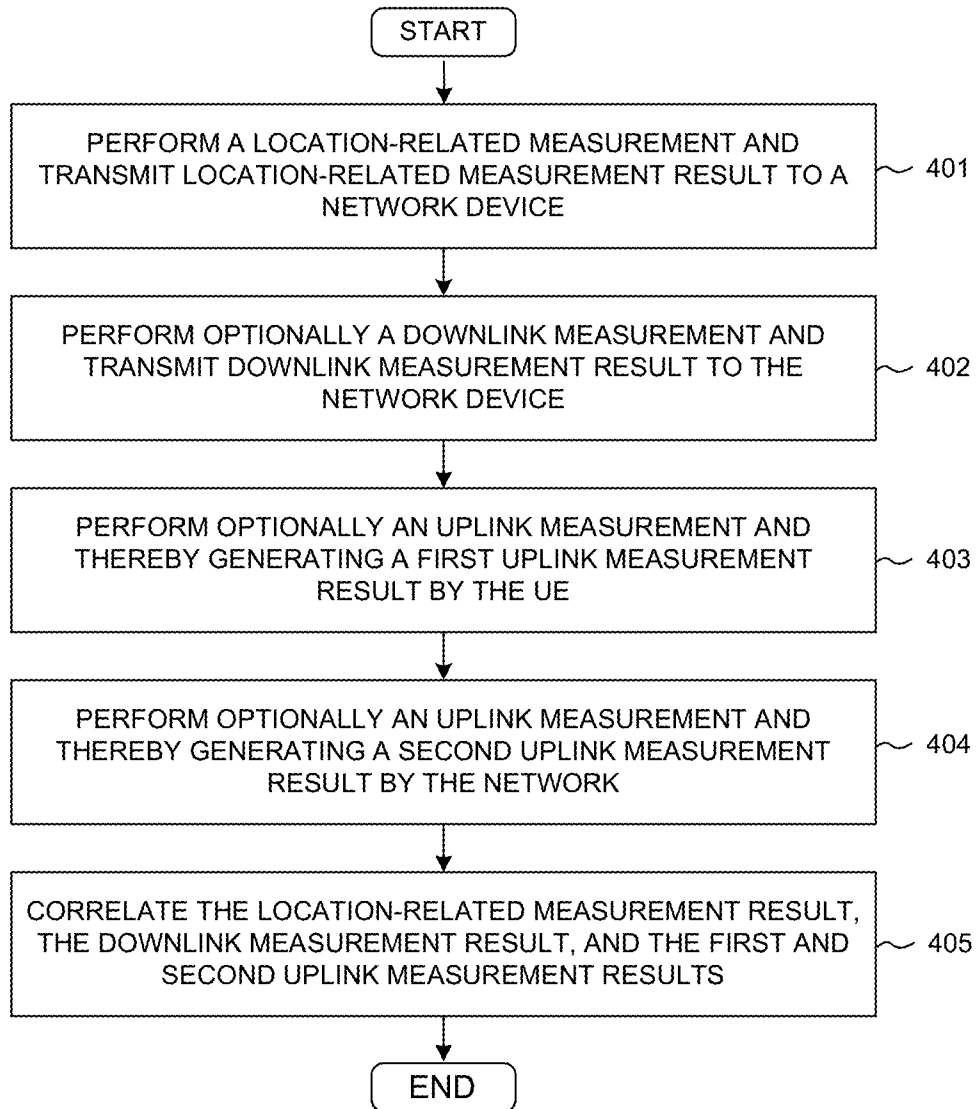 START
PERFORM A LOCATION-RELATED MEASUREMENT AND
TRANSMIT LOCATION-RELATED MEASUREMENT RESULT TO A
NETWORK DEVICE
401
PERFORM OPTIONALLY A DOWNLINK MEASUREMENT AND
TRANSMIT DOWNLINK MEASUREMENT RESULT TO THE
NETWORK DEVICE
402
PERFORM OPTIONALLY AN UPLINK MEASUREMENT AND
THEREBY GENERATING A FIRST UPLINK MEASUREMENT
RESULT BY THE UE
403
PERFORM OPTIONALLY AN UPLINK MEASUREMENT AND
THEREBY GENERATING A SECOND UPLINK MEASUREMENT
RESULT BY THE NETWORK
404
CORRELATE THE LOCATION-RELATED MEASUREMENT RESULT,
THE DOWNLINK MEASUREMENT RESULT, AND THE FIRST AND
SECOND UPLINK MEASUREMENT RESULTS
405
END